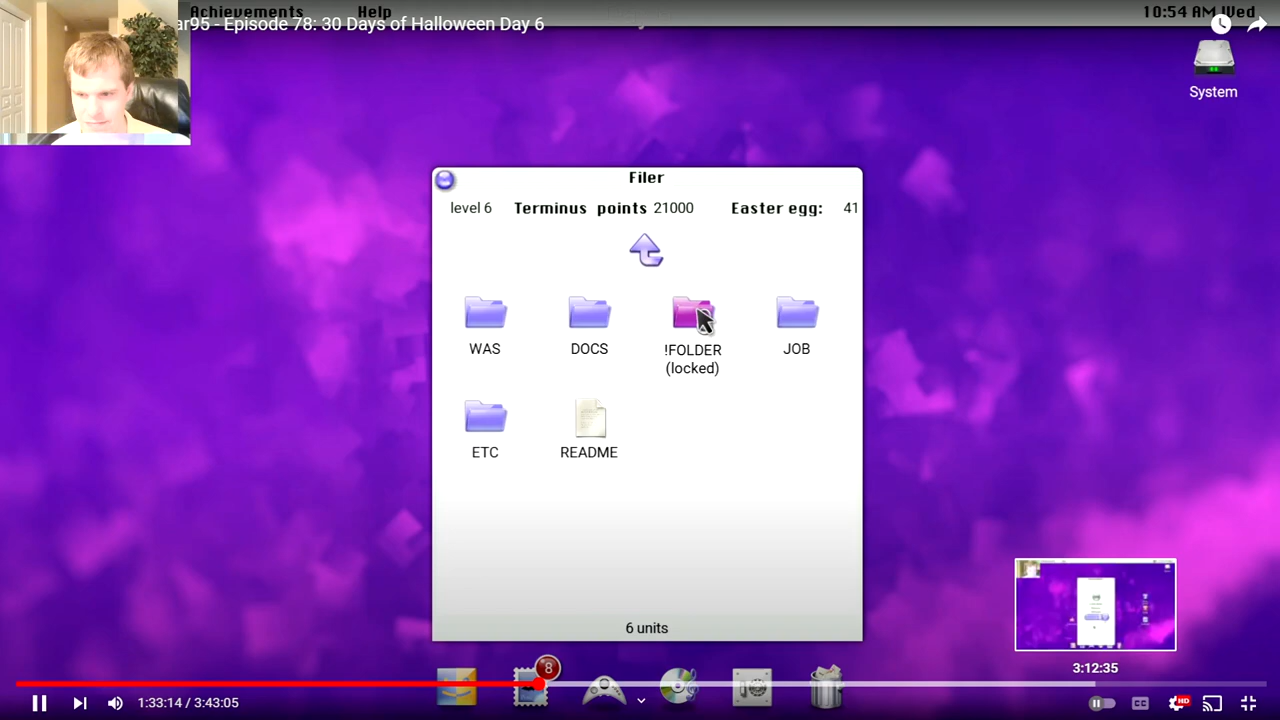 Achievements Help 10:54 AM Wed
ar95 - Episode 78: 30 Days of Halloween Day 6
System
Filer
level 6 Terminus points 21000 Easter egg: 41
WAS DOCS !FOLDER JOB
(locked)
ETC README
6 units
8
3:12:35
1:33:14 / 3:43:05
CC HD